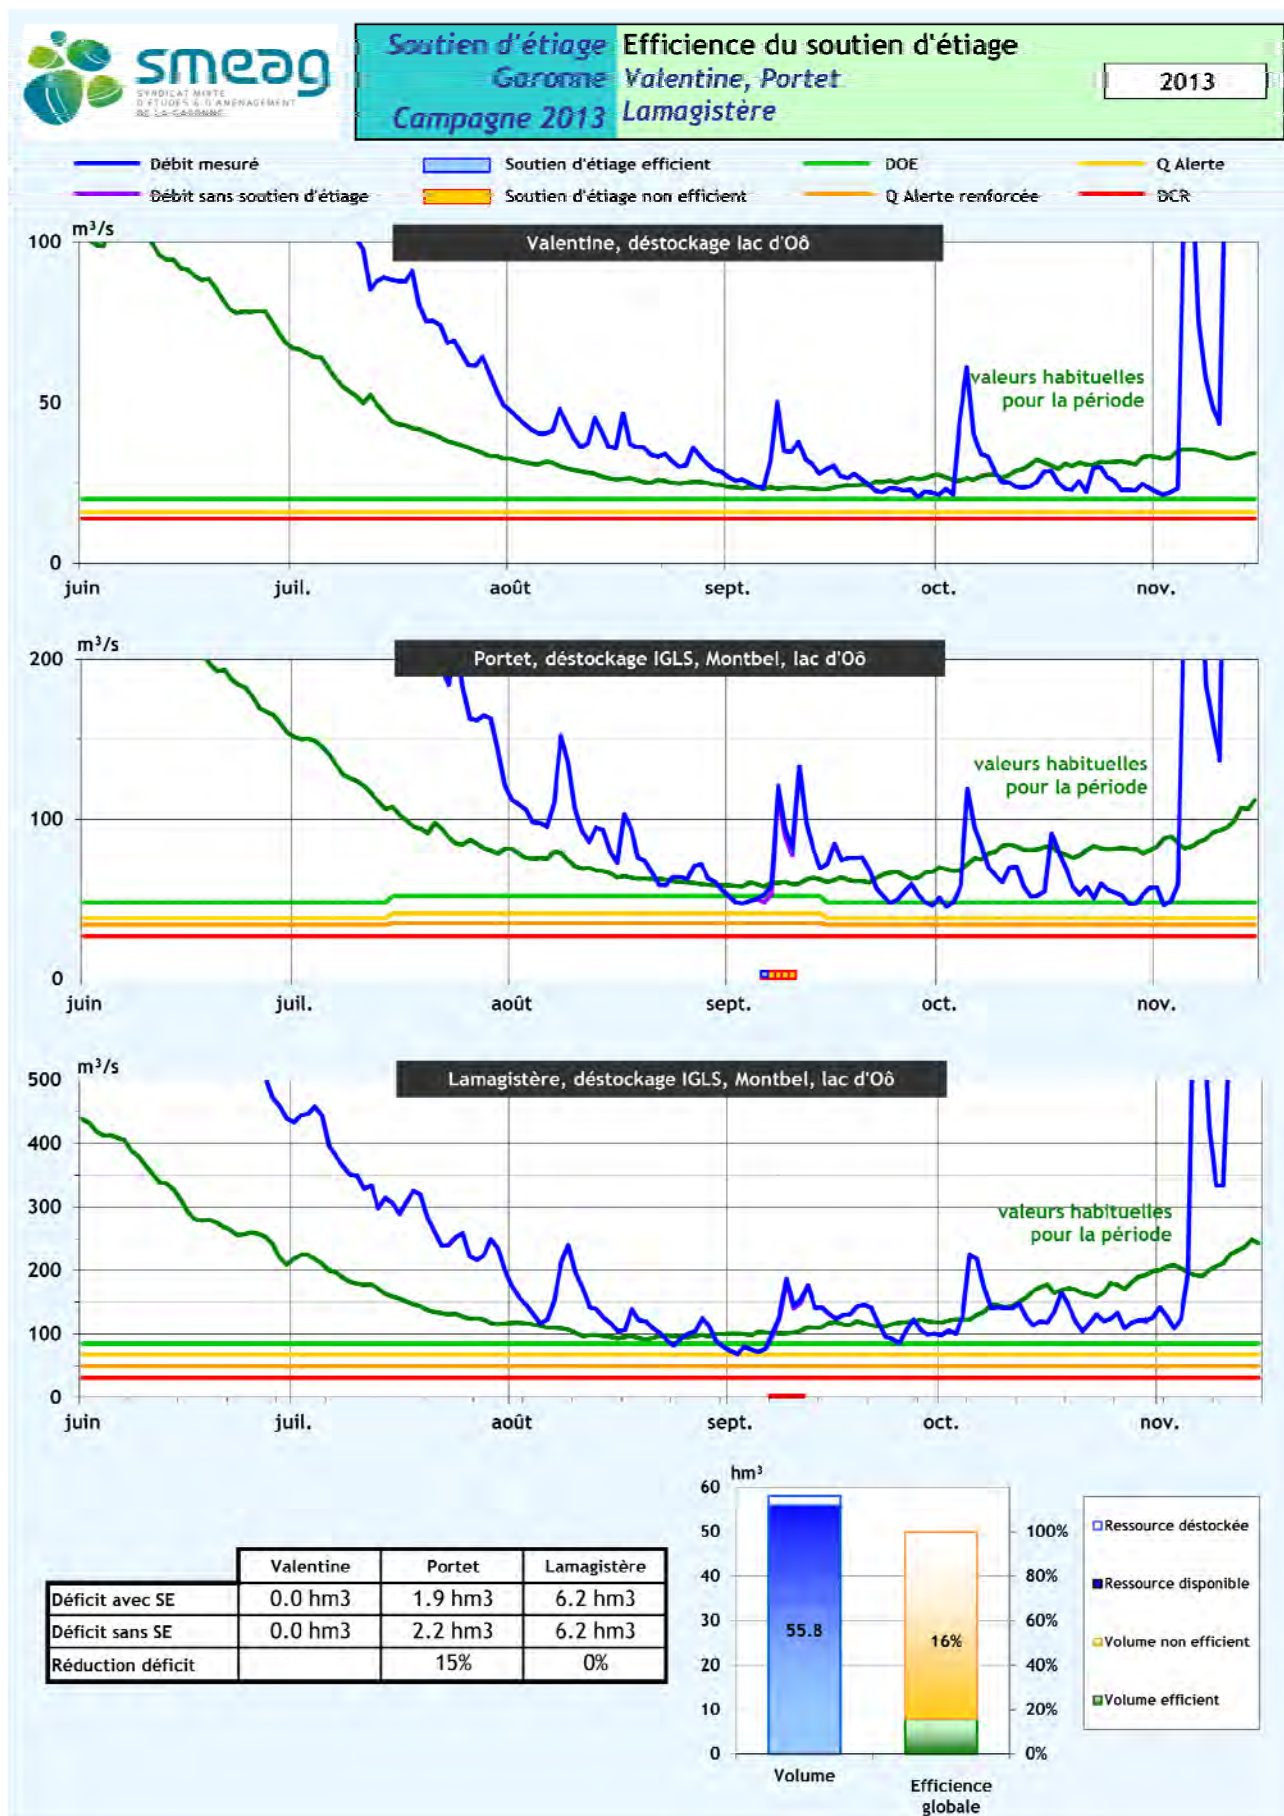 smeag
SYNDICAT MIXTE
D'ÉTUDES & D'AMÉNAGEMENT
DE LA GARONNE
Soutien d'étiage
Garonne
Campagne 2013
Efficience du soutien d'étiage
Valentine, Portet
Lamagistère
2013
Débit mesuré
Soutien d'étiage efficient
DOE
Q Alerte
Débit sans soutien d'étiage
Soutien d'étiage non efficient
Q Alerte renforcée
DCR
m³/s
Valentine, déstockage lac d'Oô
100
50
0
valeurs habituelles
pour la période
juin juil. août sept. oct. nov.
m³/s
Portet, déstockage IGLS, Montbel, lac d'Oô
200
100
0
valeurs habituelles
pour la période
juin juil. août sept. oct. nov.
m³/s
Lamagistère, déstockage IGLS, Montbel, lac d'Oô
500
400
300
200
100
0
valeurs habituelles
pour la période
juin juil. août sept. oct. nov.
Valentine Portet Lamagistère
Déficit avec SE 0.0 hm3 1.9 hm3 6.2 hm3
Déficit sans SE 0.0 hm3 2.2 hm3 6.2 hm3
Réduction déficit 15% 0%
hm³
60
50
40
30
20
10
0
55.8
16%
100%
80%
60%
40%
20%
0%
Volume
Efficience
globale
Ressource déstockée
Ressource disponible
Volume non efficient
Volume efficient